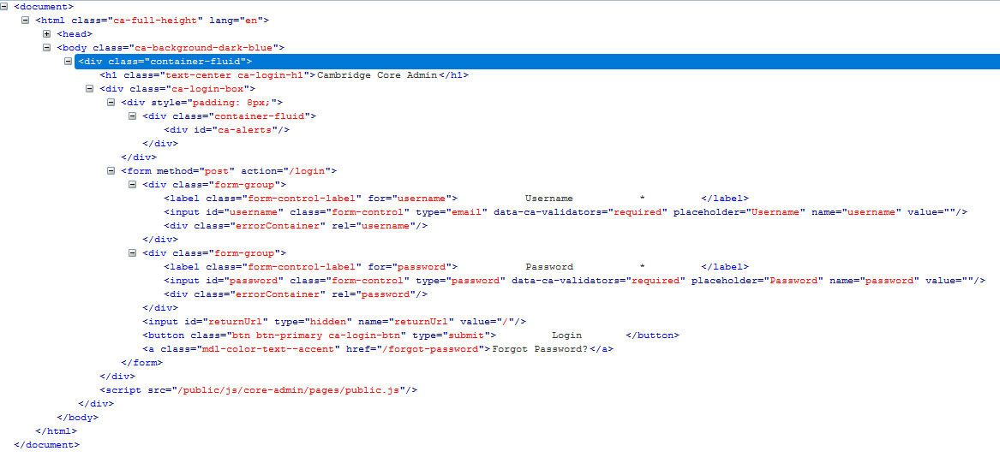 <document>
<html class="ca-full-height" lang="en">
<head>
<body class="ca-background-dark-blue">
<div class="container-fluid">
<h1 class="text-center ca-login-h1">Cambridge Core Admin</h1>
<div class="ca-login-box">
<div style="padding: 8px;">
<div class="container-fluid">
<div id="ca-alerts"/>
</div>
</div>
<form method="post" action="/login">
<div class="form-group">
<label class="form-control-label" for="username"> Username * </label>
<input id="username" class="form-control" type="email" data-ca-validators="required" placeholder="Username" name="username" value=""/>
<div class="errorContainer" rel="username"/>
</div>
<div class="form-group">
<label class="form-control-label" for="password"> Password * </label>
<input id="password" class="form-control" type="password" data-ca-validators="required" placeholder="Password" name="password" value=""/>
<div class="errorContainer" rel="password"/>
</div>
<input id="returnUrl" type="hidden" name="returnUrl" value="/"/>
<button class="btn btn-primary ca-login-btn" type="submit"> Login </button>
<a class="mdl-color-text--accent" href="/forgot-password">Forgot Password?</a>
</form>
</div>
<script src="/public/js/core-admin/pages/public.js"/>
</div>
</body>
</html>
</document>